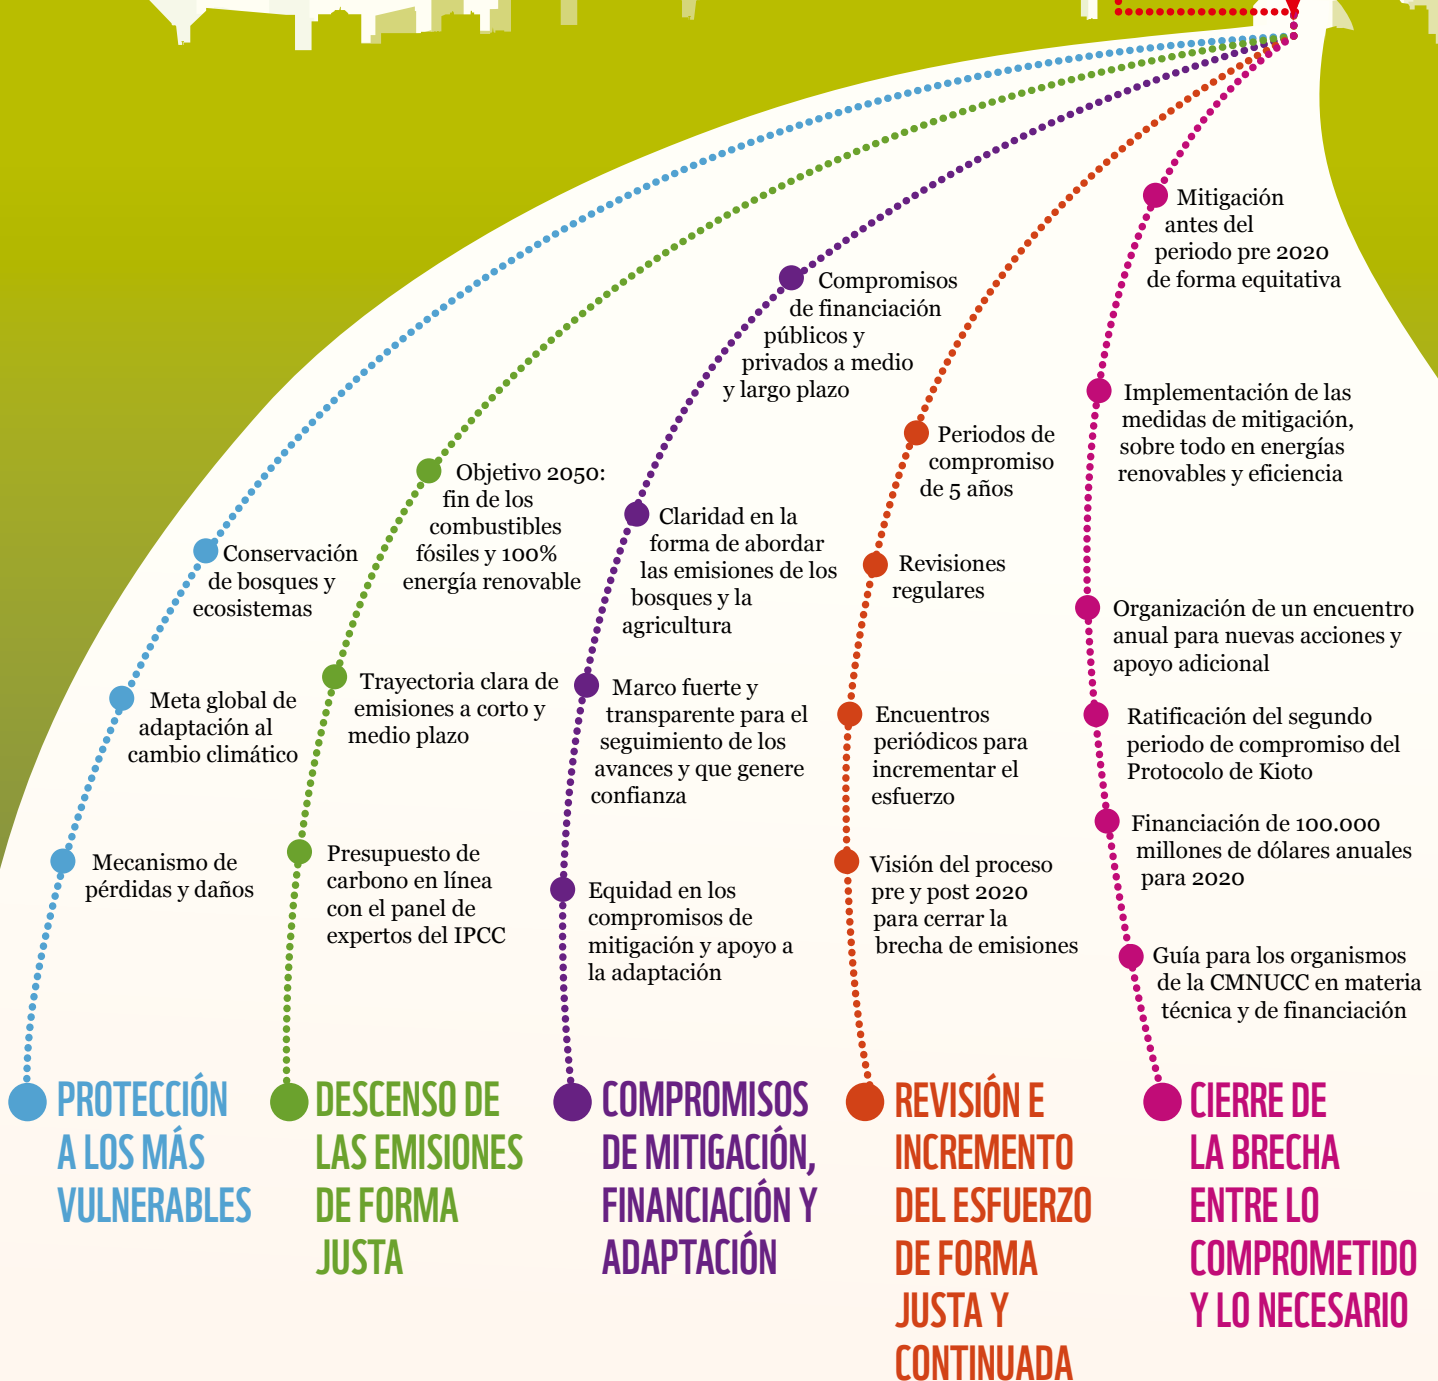 Conservación
de bosques y
ecosistemas
Meta global de
adaptación al
cambio climático
Mecanismo de
pérdidas y daños
PROTECCIÓN
A LOS MÁS
VULNERABLES
Objetivo 2050:
fin de los
combustibles
fósiles y 100%
energía renovable
Trayectoria clara de
emisiones a corto y
medio plazo
Presupuesto de
carbono en línea
con el panel de
expertos del IPCC
DESCENSO DE
LAS EMISIONES
DE FORMA
JUSTA
Compromisos
de financiación
públicos y
privados a medio
y largo plazo
Claridad en la
forma de abordar
las emisiones de los
bosques y la
agricultura
Marco fuerte y
transparente para el
seguimiento de los
avances y que genere
confianza
Equidad en los
compromisos de
mitigación y apoyo a
la adaptación
COMPROMISOS
DE MITIGACIÓN,
FINANCIACIÓN Y
ADAPTACIÓN
Periodos de
compromiso
de 5 años
Revisiones
regulares
Encuentros
periódicos para
incrementar el
esfuerzo
Visión del proceso
pre y post 2020
para cerrar la
brecha de emisiones
REVISIÓN E
INCREMENTO
DEL ESFUERZO
DE FORMA
JUSTA Y
CONTINUADA
Mitigación
antes del
periodo pre 2020
de forma equitativa
Implementación de las
medidas de mitigación,
sobre todo en energías
renovables y eficiencia
Organización de un encuentro
anual para nuevas acciones y
apoyo adicional
Ratificación del segundo
periodo de compromiso del
Protocolo de Kioto
Financiación de 100.000
millones de dólares anuales
para 2020
Guía para los organismos
de la CMNUCC en materia
técnica y de financiación
CIERRE DE
LA BRECHA
ENTRE LO
COMPROMETIDO
Y LO NECESARIO